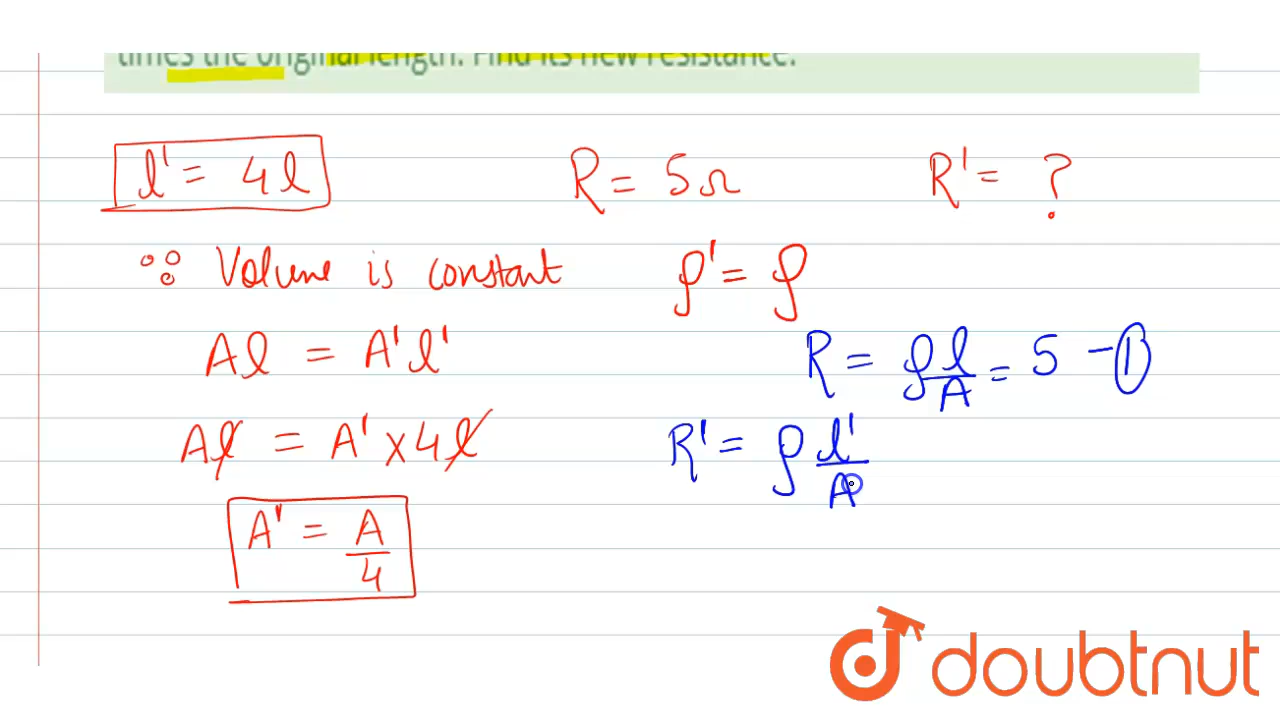 times the original length. Find its new resistance.
l' = 4l R = 5Ω R' = ?
∵ Volume is constant ρ' = ρ
Al = A'l' R = ρl/A = 5 – ①
Al = A' × 4l R' = ρ l'/A
A' = A/4
doubtnut